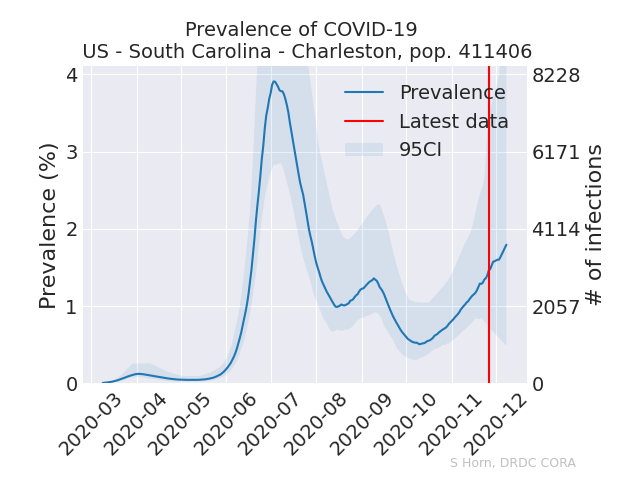 Prevalence of COVID-19
US - South Carolina - Charleston, pop. 411406
Prevalence
Latest data
95CI
Prevalence (%)
4
3
2
1
0
8228
6171
4114
2057
0
# of infections
2020-03
2020-04
2020-05
2020-06
2020-07
2020-08
2020-09
2020-10
2020-11
2020-12
S Horn, DRDC CORA